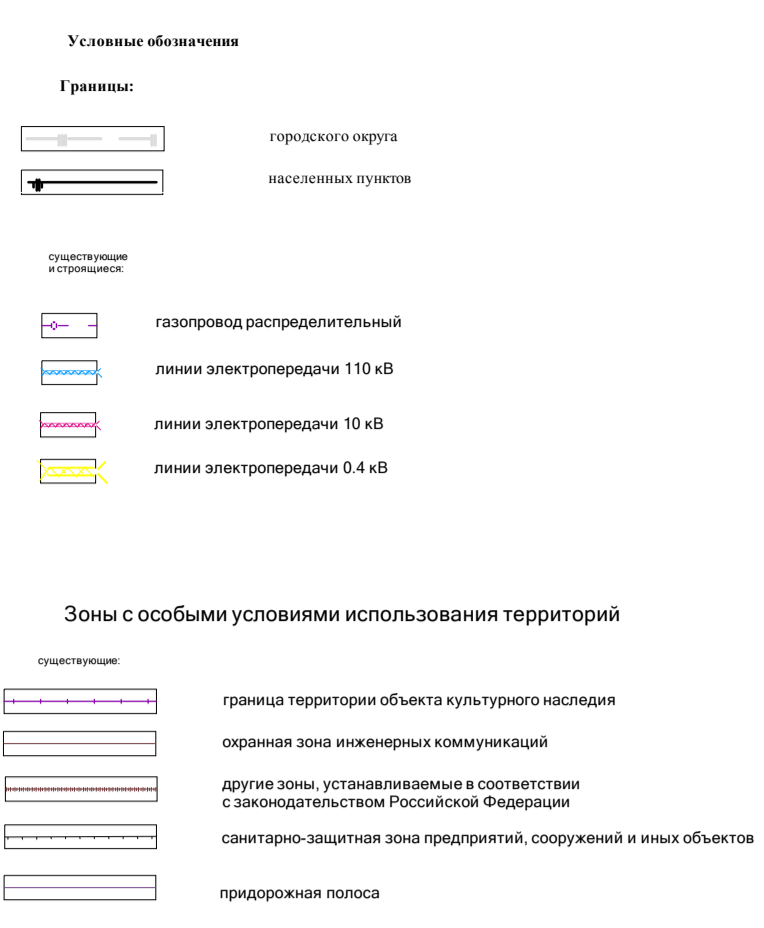 Условные обозначения
Границы:
городского округа
населенных пунктов
существующие
и строящиеся:
газопровод распределительный
линии электропередачи 110 кВ
линии электропередачи 10 кВ
линии электропередачи 0.4 кВ
Зоны с особыми условиями использования территорий
существующие:
граница территории объекта культурного наследия
охранная зона инженерных коммуникаций
другие зоны, устанавливаемые в соответствии
с законодательством Российской Федерации
санитарно-защитная зона предприятий, сооружений и иных объектов
придорожная полоса